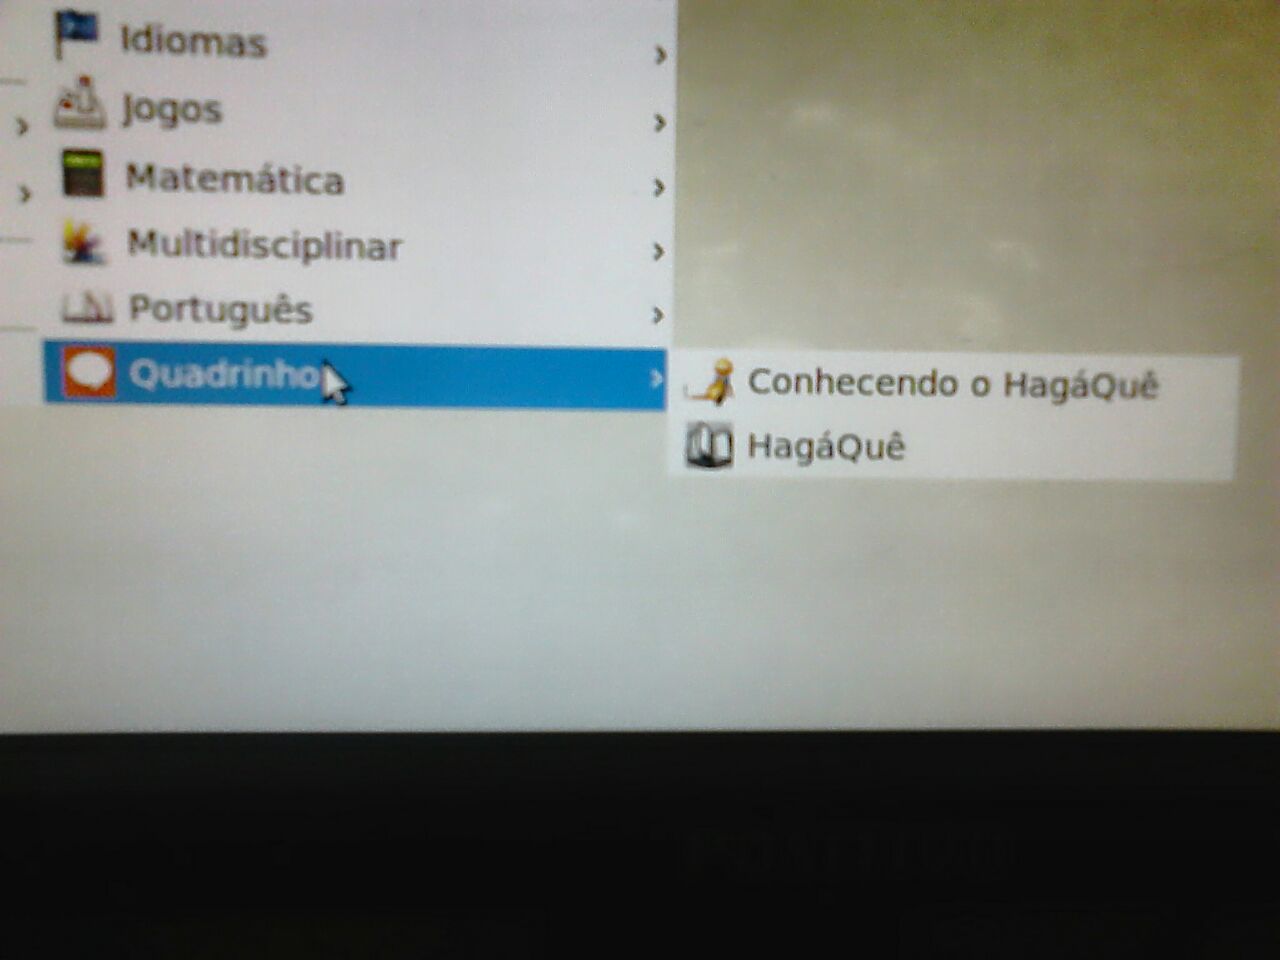 Idiomas
Jogos
Matemática
Multidisciplinar
Português
Quadrinho
Conhecendo o HagáQuê
HagáQuê